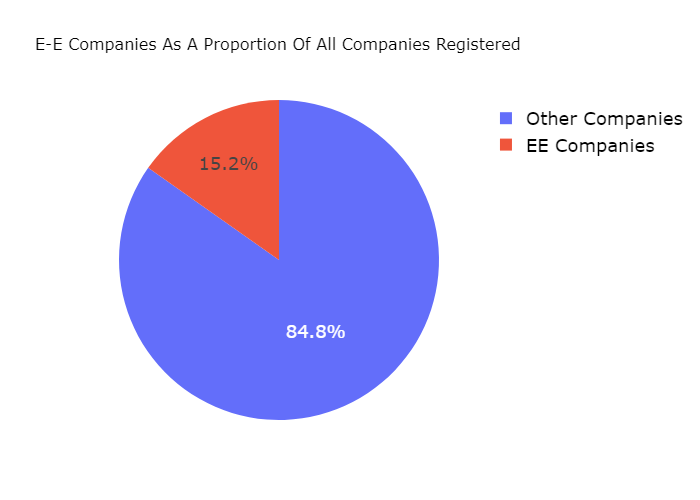 E-E Companies As A Proportion Of All Companies Registered
Other Companies
EE Companies
15.2%
84.8%